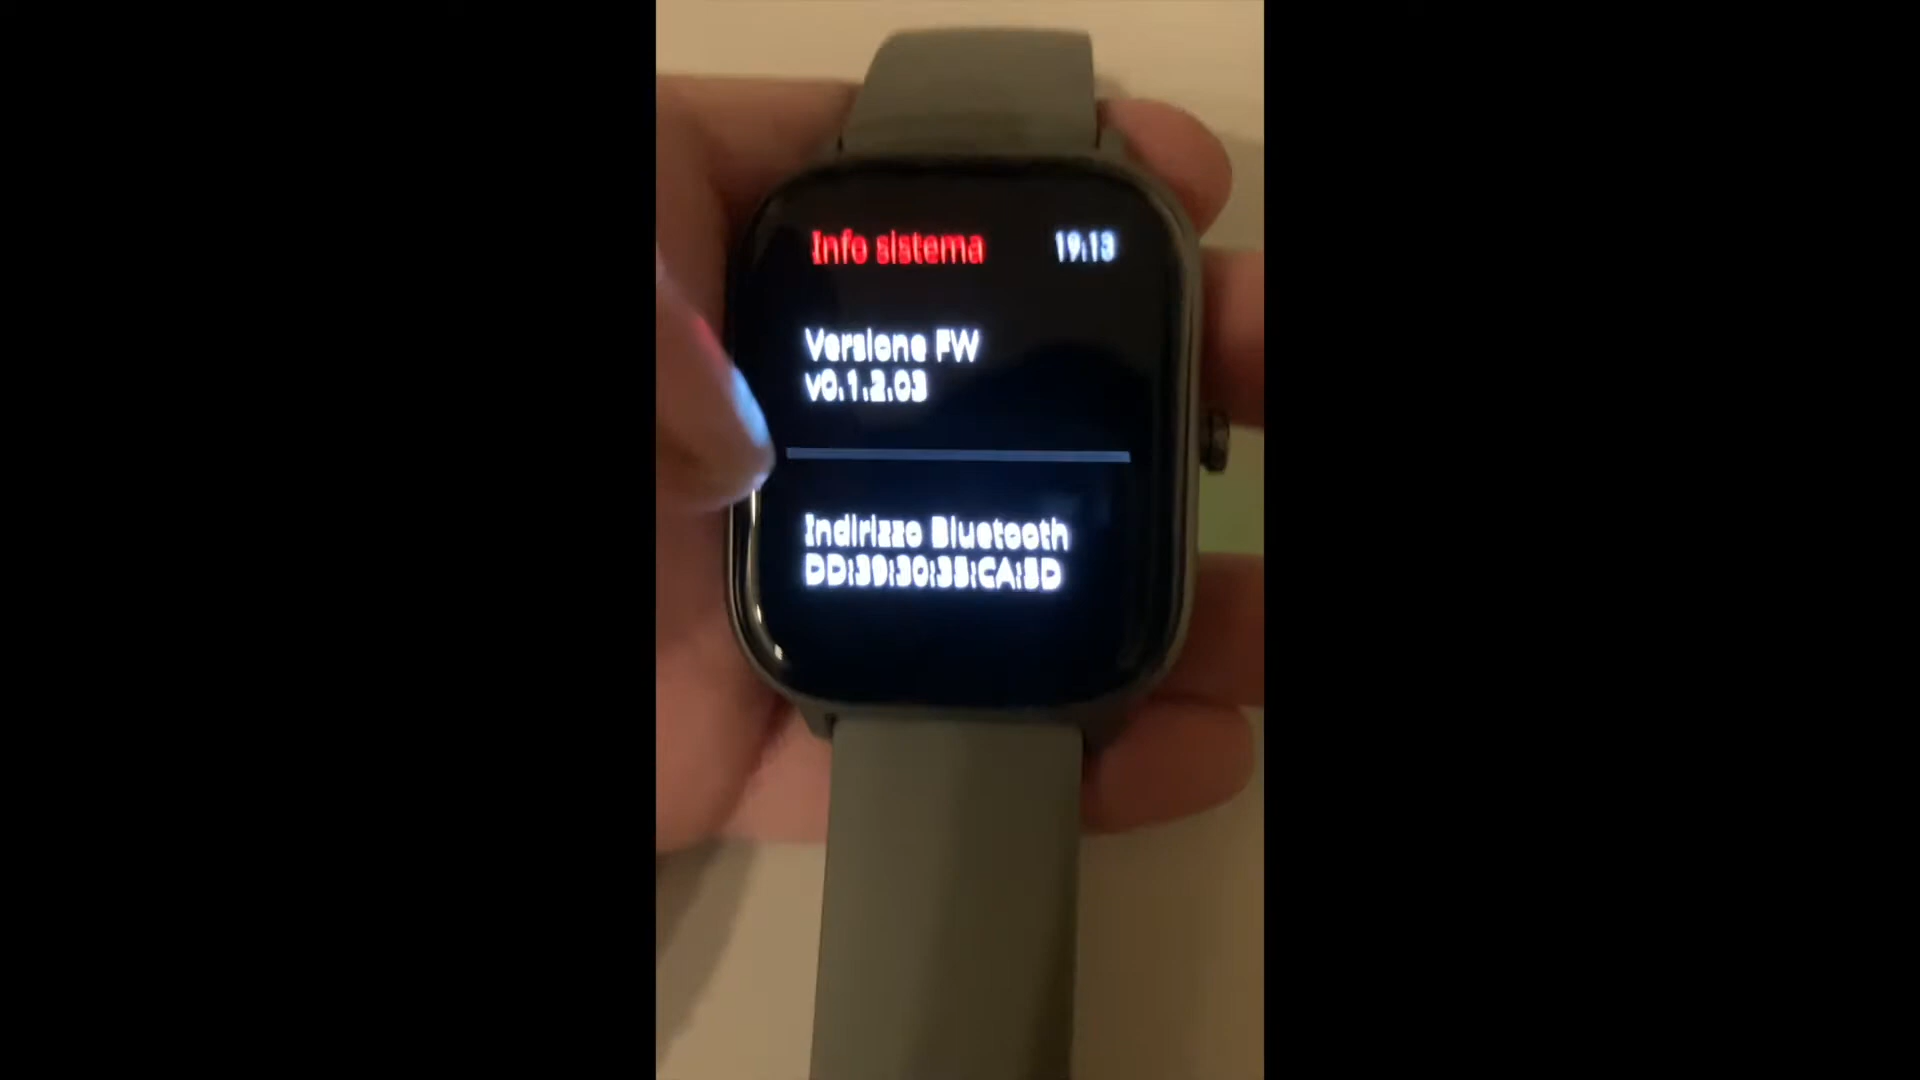 Info sistema
19:13
Versione FW
v0.1.2.03
Indirizzo Bluetooth
DD:39:30:35:CA:5D